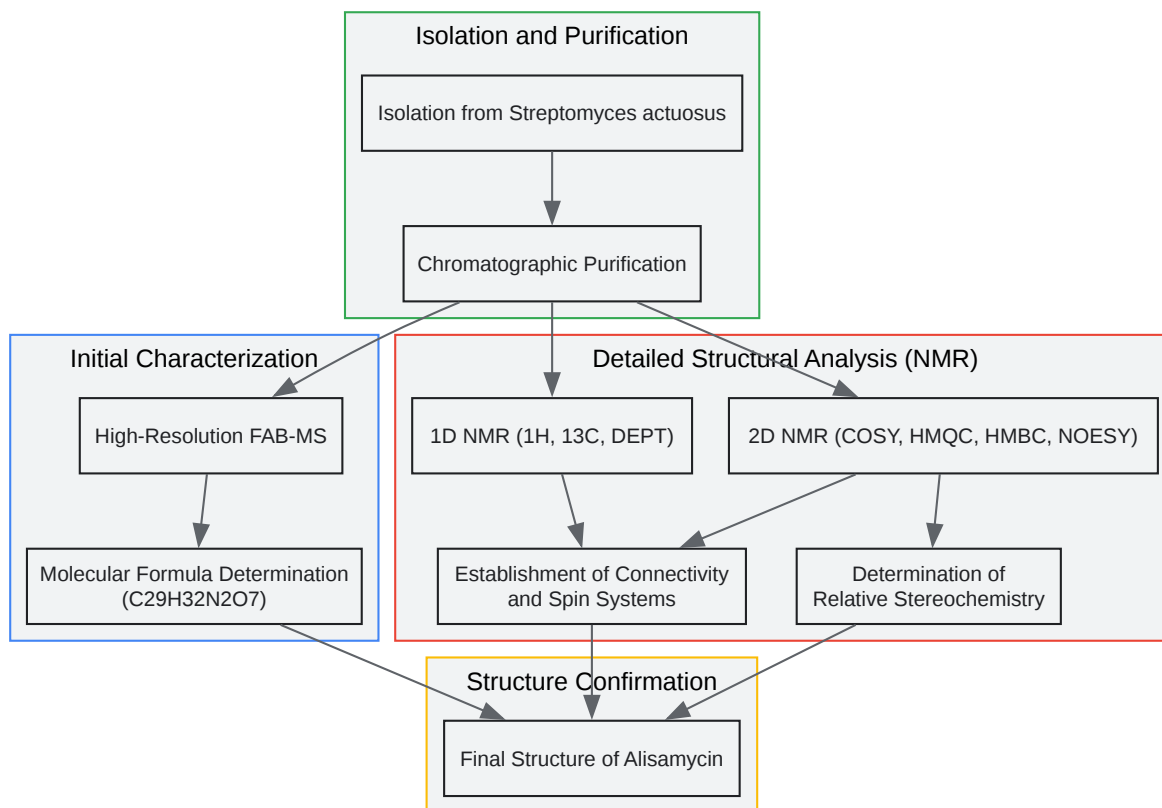 Isolation and Purification
Isolation from Streptomyces actuosus
Chromatographic Purification
Initial Characterization
High-Resolution FAB-MS
Molecular Formula Determination
(C29H32N2O7)
Detailed Structural Analysis (NMR)
1D NMR (1H, 13C, DEPT)
2D NMR (COSY, HMQC, HMBC, NOESY)
Establishment of Connectivity
and Spin Systems
Determination of
Relative Stereochemistry
Structure Confirmation
Final Structure of Alisamycin